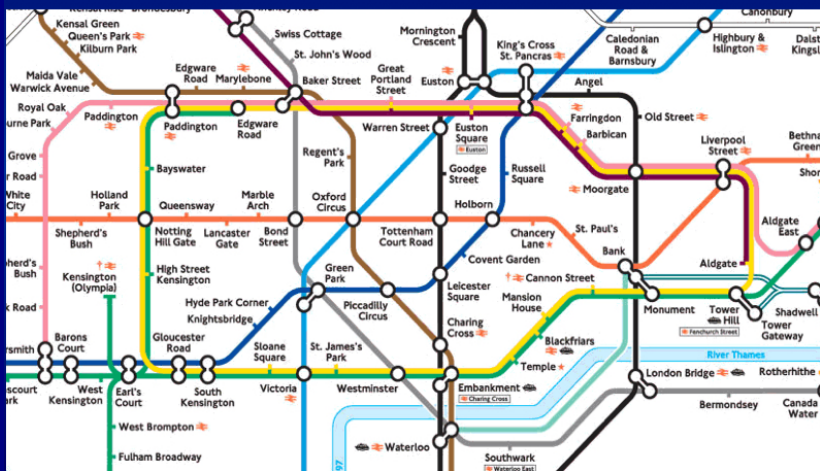 Kensal Green
Queen's Park
Kilburn Park
Maida Vale
Warwick Avenue
Royal Oak
Edgware
Road
Marylebone
Swiss Cottage
St. John's Wood
Baker Street
Great
Portland
Street
Mornington
Crescent
Euston
King's Cross
St. Pancras
Caledonian
Road &
Barnsbury
Canonbury
Highbury &
Islington
Angel
Old Street
Paddington
Paddington
Edgware
Road
Warren Street
Euston
Square
Euston
Farringdon
Barbican
Liverpool
Street
Moorgate
Bayswater
Regent's
Park
Goodge
Street
Russell
Square
Holland
Park
Queensway
Marble
Arch
Oxford
Circus
Holborn
Shepherd's
Bush
Notting
Hill Gate
Lancaster
Gate
Bond
Street
Tottenham
Court Road
Chancery
Lane
St. Paul's
Bank
Aldgate
East
Aldgate
Kensington
(Olympia)
High Street
Kensington
Green
Park
Covent Garden
Cannon Street
Hyde Park Corner
Knightsbridge
Piccadilly
Circus
Leicester
Square
Mansion
House
Monument
Tower
Hill
Fenchurch Street
Tower
Gateway
Shadwell
Barons
Court
Gloucester
Road
Sloane
Square
St. James's
Park
Charing
Cross
Blackfriars
Temple
River Thames
West
Kensington
Earl's
Court
South
Kensington
Victoria
Westminster
Embankment
Charing Cross
London Bridge
Rotherhithe
Bermondsey
Canada
Water
West Brompton
Fulham Broadway
Waterloo
Southwark
Waterloo East